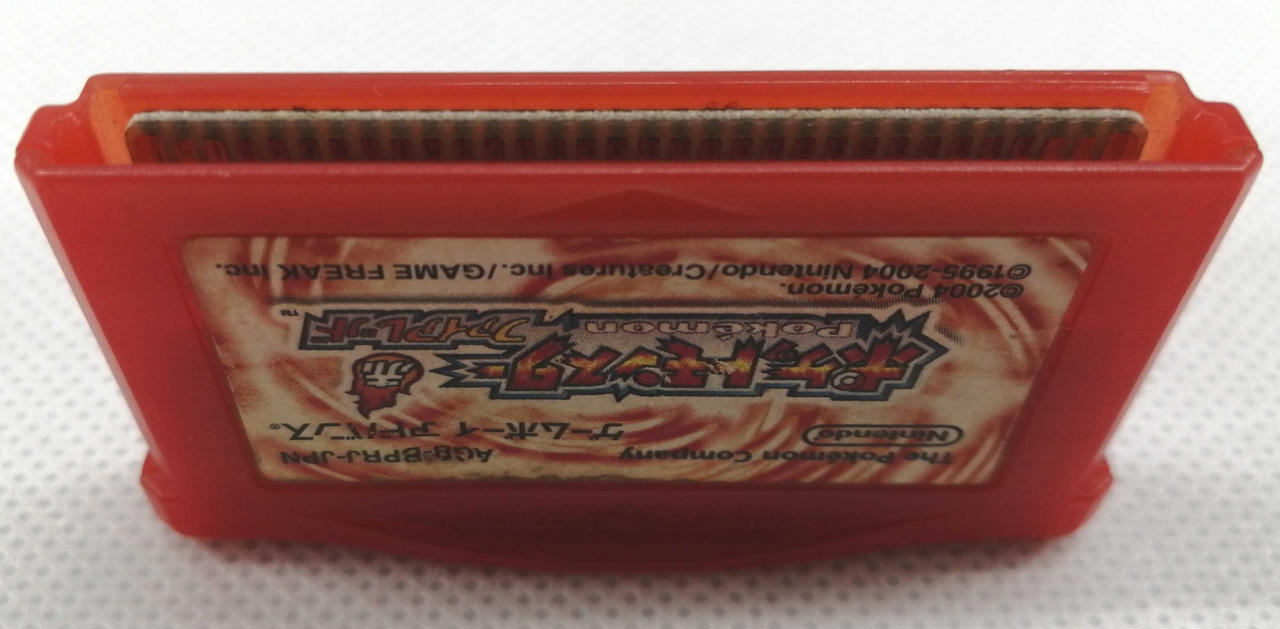 The Pokémon Company AGB-BPRJ-JPN
Nintendo® ゲームボーイ アドバンス®
ポケットモンスター
Pokémon ファイアレッド™
©2004 Pokémon.
©1995-2004 Nintendo/Creatures inc./GAME FREAK inc.